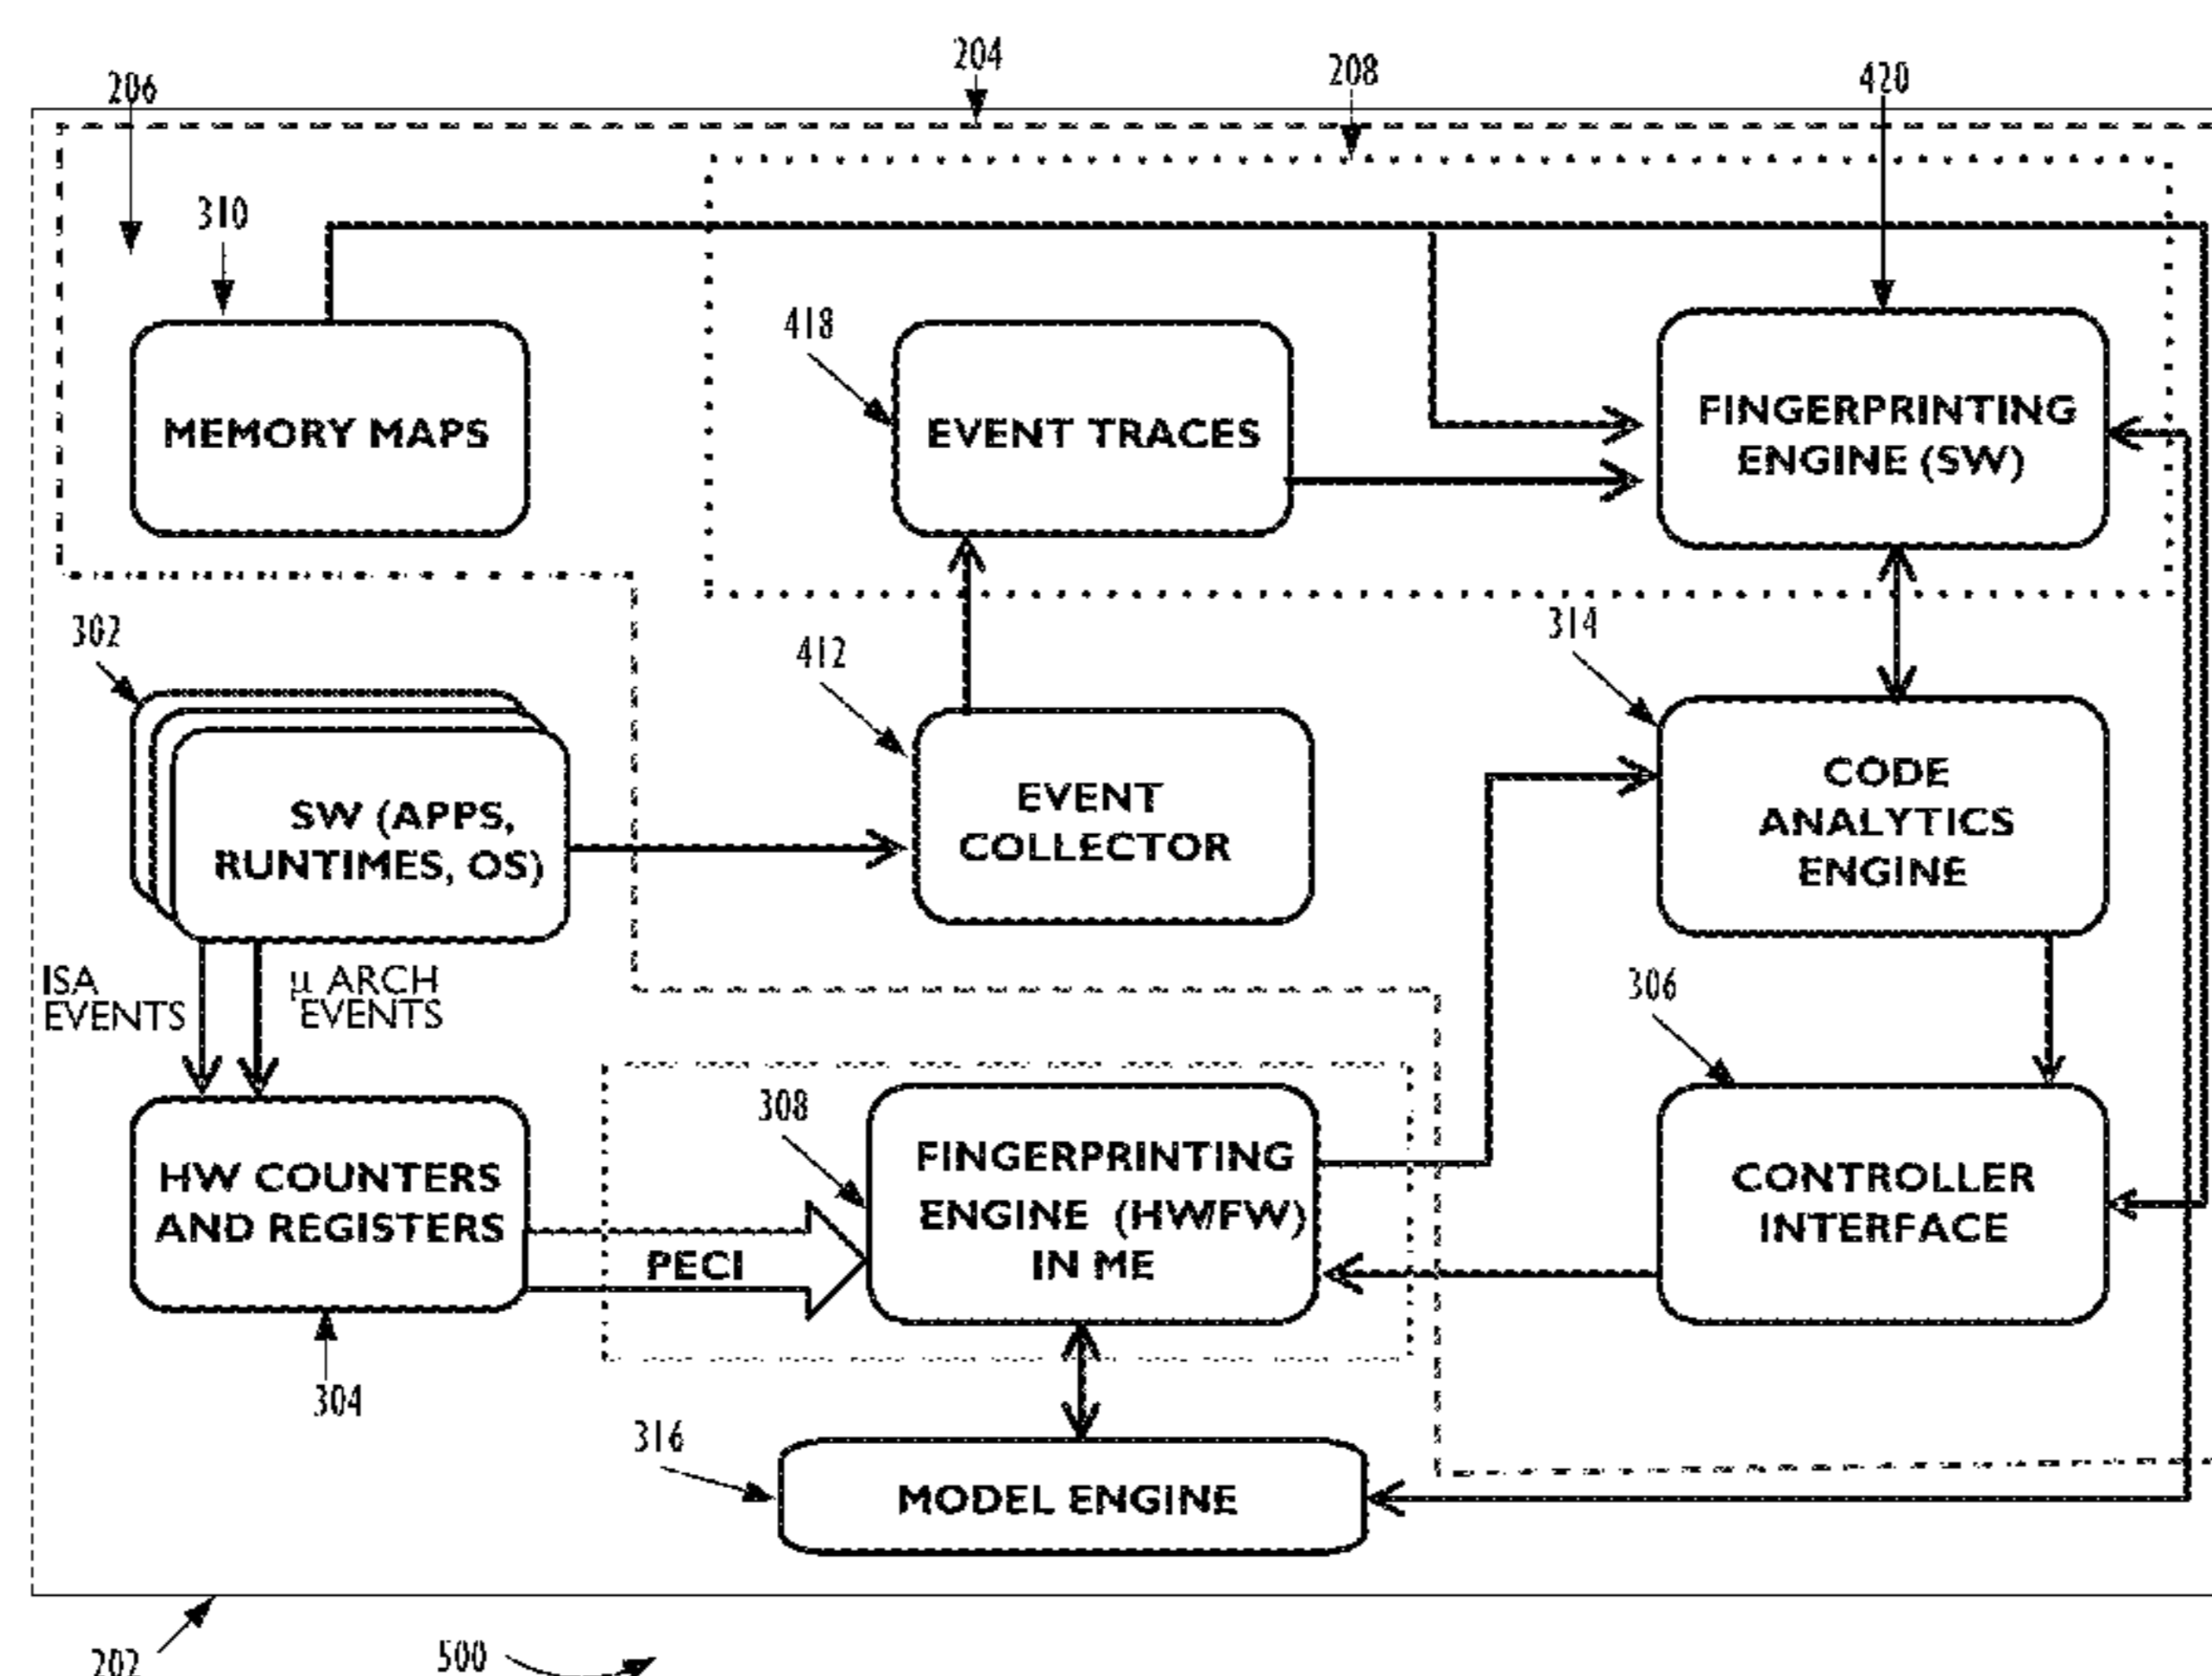 204
208
420
206
310
418
MEMORY MAPS
EVENT TRACES
FINGERPRINTING
ENGINE (SW)
302
412
314
SW (APPS,
RUNTIMES, OS)
EVENT
COLLECTOR
CODE
ANALYTICS
ENGINE
ISA
EVENTS
µ ARCH
EVENTS
306
308
HW COUNTERS
AND REGISTERS
PECI
FINGERPRINTING
ENGINE (HW/FW)
IN ME
CONTROLLER
INTERFACE
304
316
MODEL ENGINE
202
500